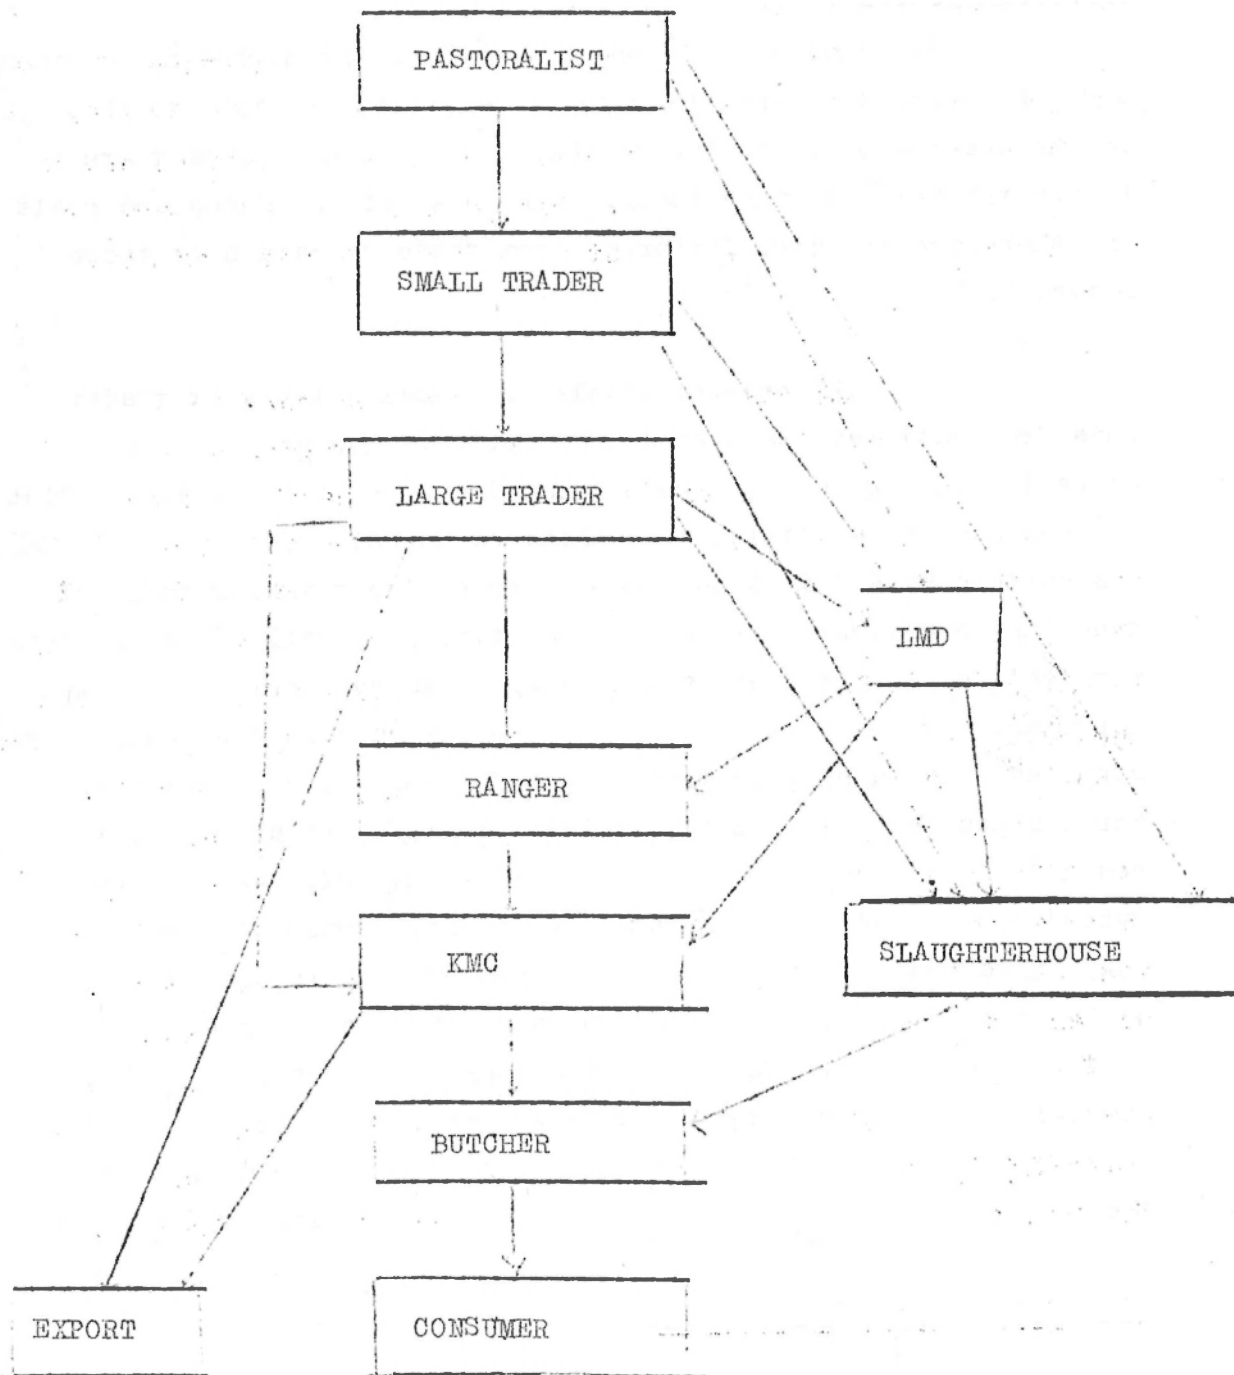 PASTORALIST
SMALL TRADER
LARGE TRADER
LMD
RANGER
KMC
SLAUGHTERHOUSE
BUTCHER
EXPORT
CONSUMER